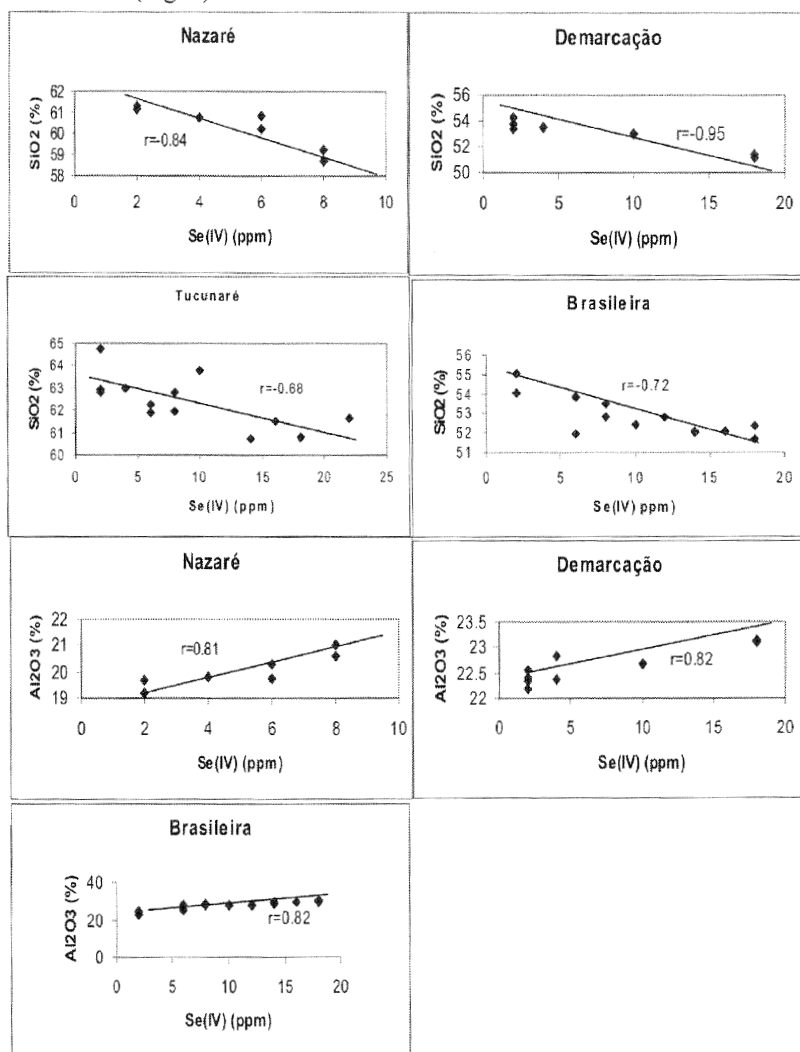 Nazaré
SiO2 (%)
62
61
60
59
58
r=-0.84
0 2 4 6 8 10
Se(IV) (ppm)
Demarcação
SiO2 (%)
56
54
52
50
r=-0.95
0 5 10 15 20
Se(IV) (ppm)
Tucunaré
SiO2 (%)
65
64
63
62
61
60
r=-0.68
0 5 10 15 20 25
Se(IV) (ppm)
Brasileira
SiO2 (%)
56
55
54
53
52
51
r=-0.72
0 5 10 15 20
Se(IV) ppm)
Nazaré
Al2O3 (%)
22
21
20
19
r=0.81
0 2 4 6 8 10
Se(IV) (ppm)
Demarcação
Al2O3 (%)
23.5
23
22.5
22
r=0.82
0 5 10 15 20
Se(IV) (ppm)
Brasileira
Al2O3 (%)
40
20
0
r=0.82
0 5 10 15 20
Se(IV) (ppm)